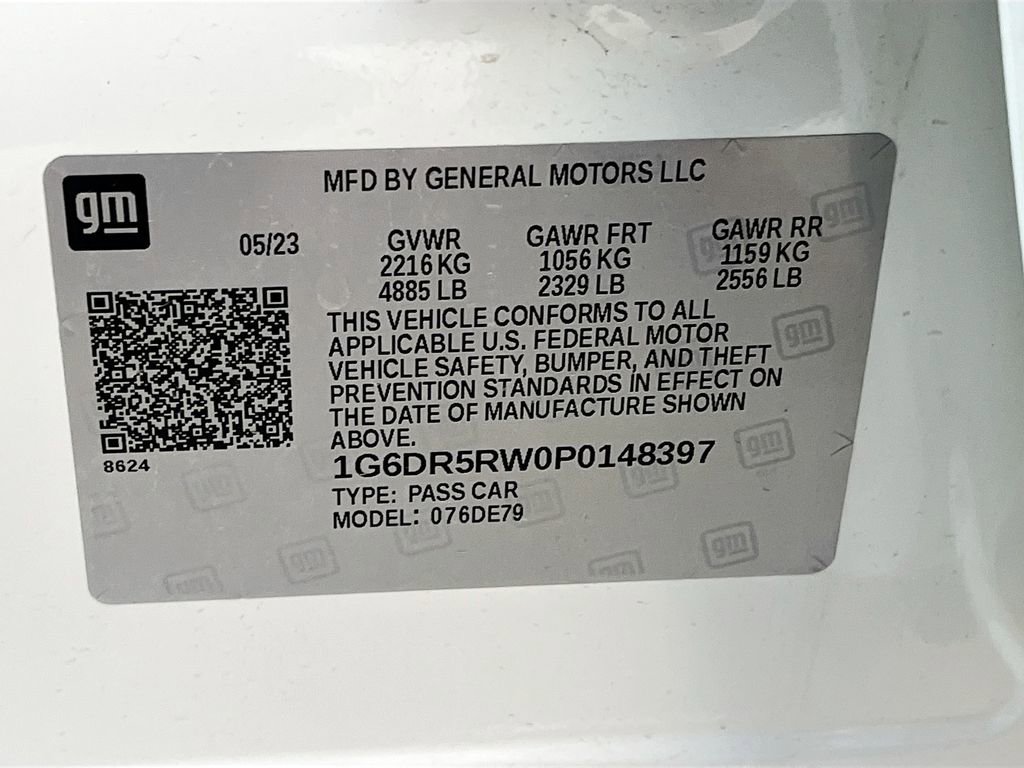 gm
MFD BY GENERAL MOTORS LLC
05/23 GVWR GAWR FRT GAWR RR
2216 KG 1056 KG 1159 KG
4885 LB 2329 LB 2556 LB
THIS VEHICLE CONFORMS TO ALL
APPLICABLE U.S. FEDERAL MOTOR
VEHICLE SAFETY, BUMPER, AND THEFT
PREVENTION STANDARDS IN EFFECT ON
THE DATE OF MANUFACTURE SHOWN
ABOVE.
8624
1G6DR5RW0P0148397
TYPE: PASS CAR
MODEL: 076DE79